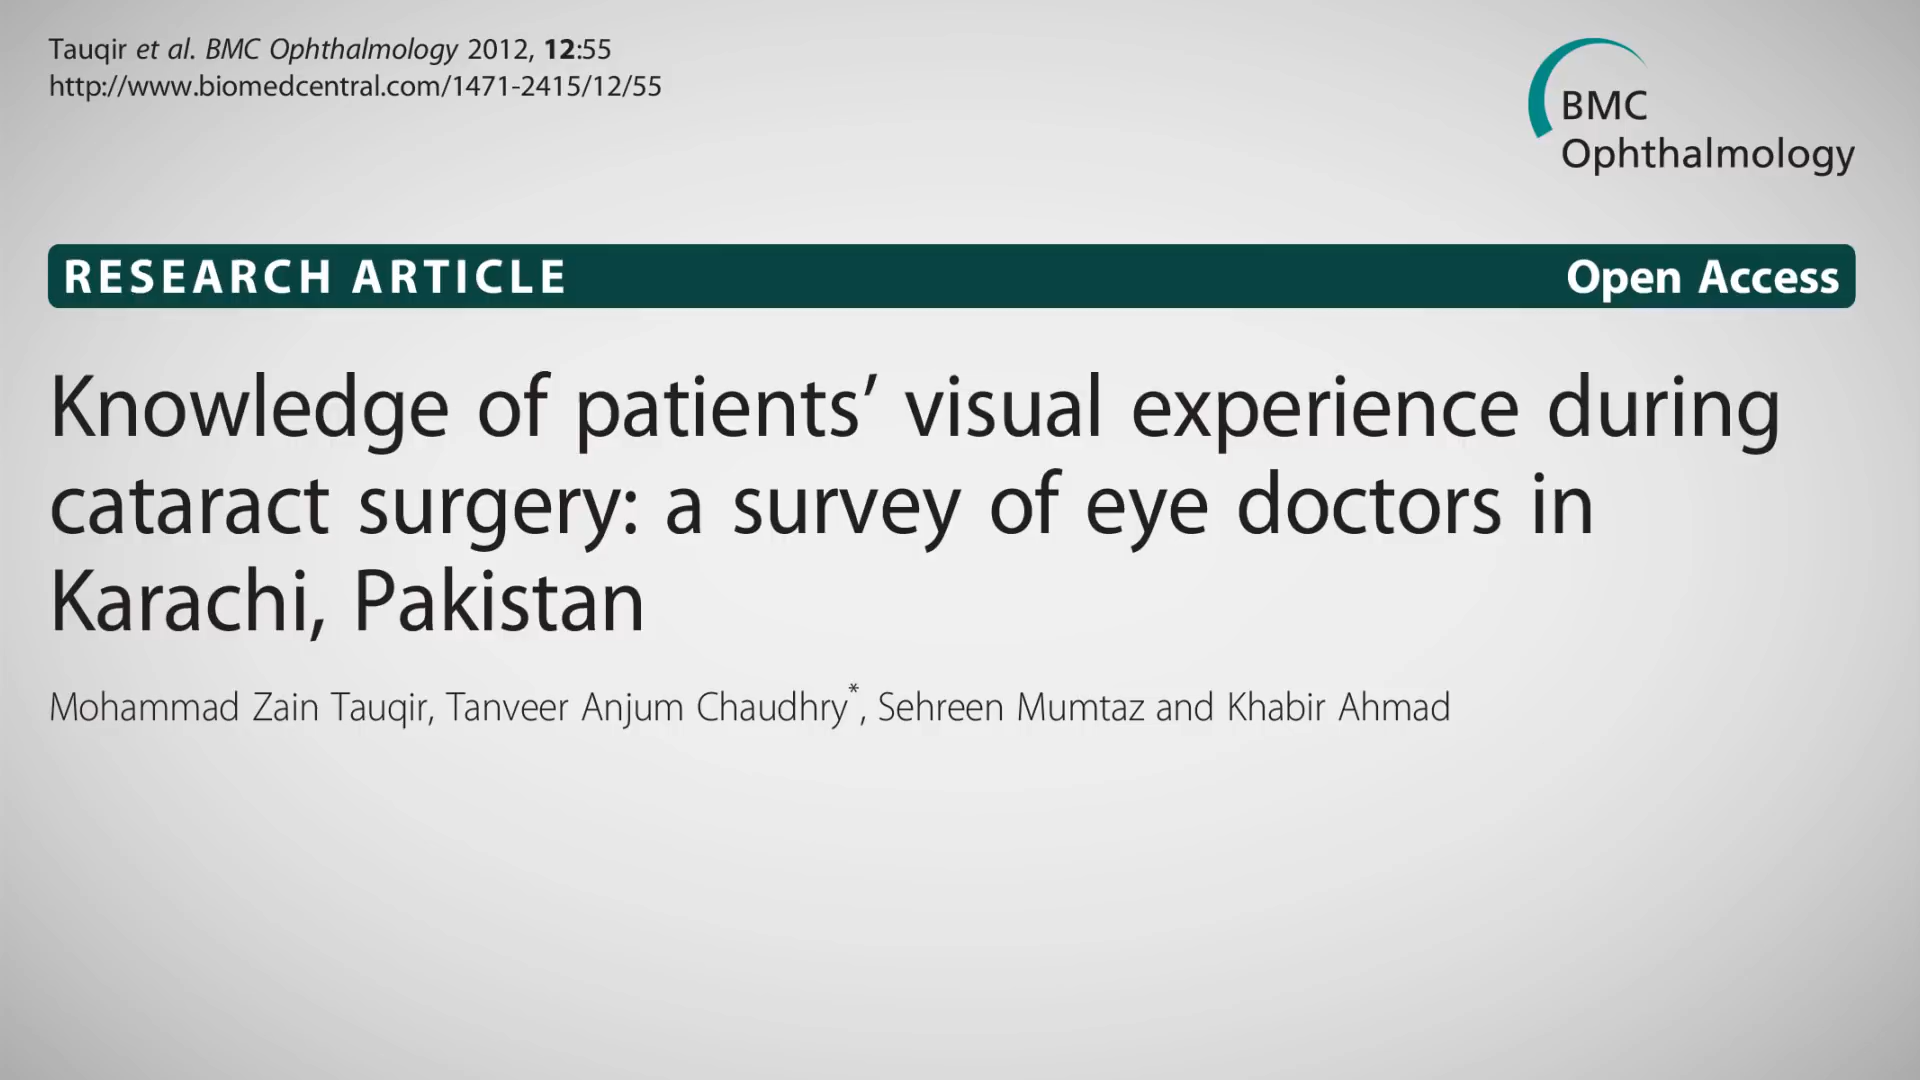 Tauqir et al. BMC Ophthalmology 2012, 12:55
http://www.biomedcentral.com/1471-2415/12/55
BMC
Ophthalmology
RESEARCH ARTICLE
Open Access
Knowledge of patients’ visual experience during
cataract surgery: a survey of eye doctors in
Karachi, Pakistan
Mohammad Zain Tauqir, Tanveer Anjum Chaudhry*, Sehreen Mumtaz and Khabir Ahmad